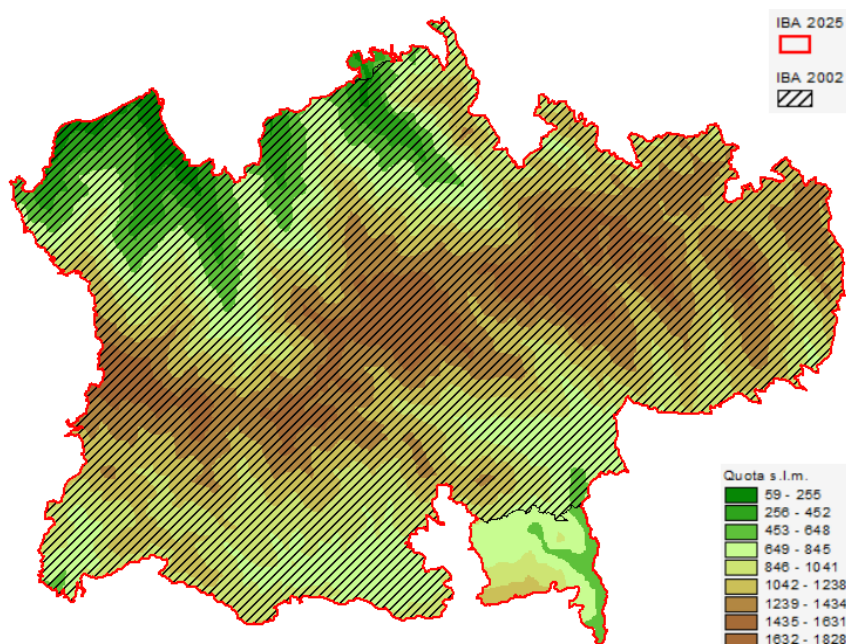 IBA 2025
IBA 2002
Quota s.l.m.
59 - 255
256 - 452
453 - 648
649 - 845
846 - 1041
1042 - 1238
1239 - 1434
1435 - 1631
1632 - 1828